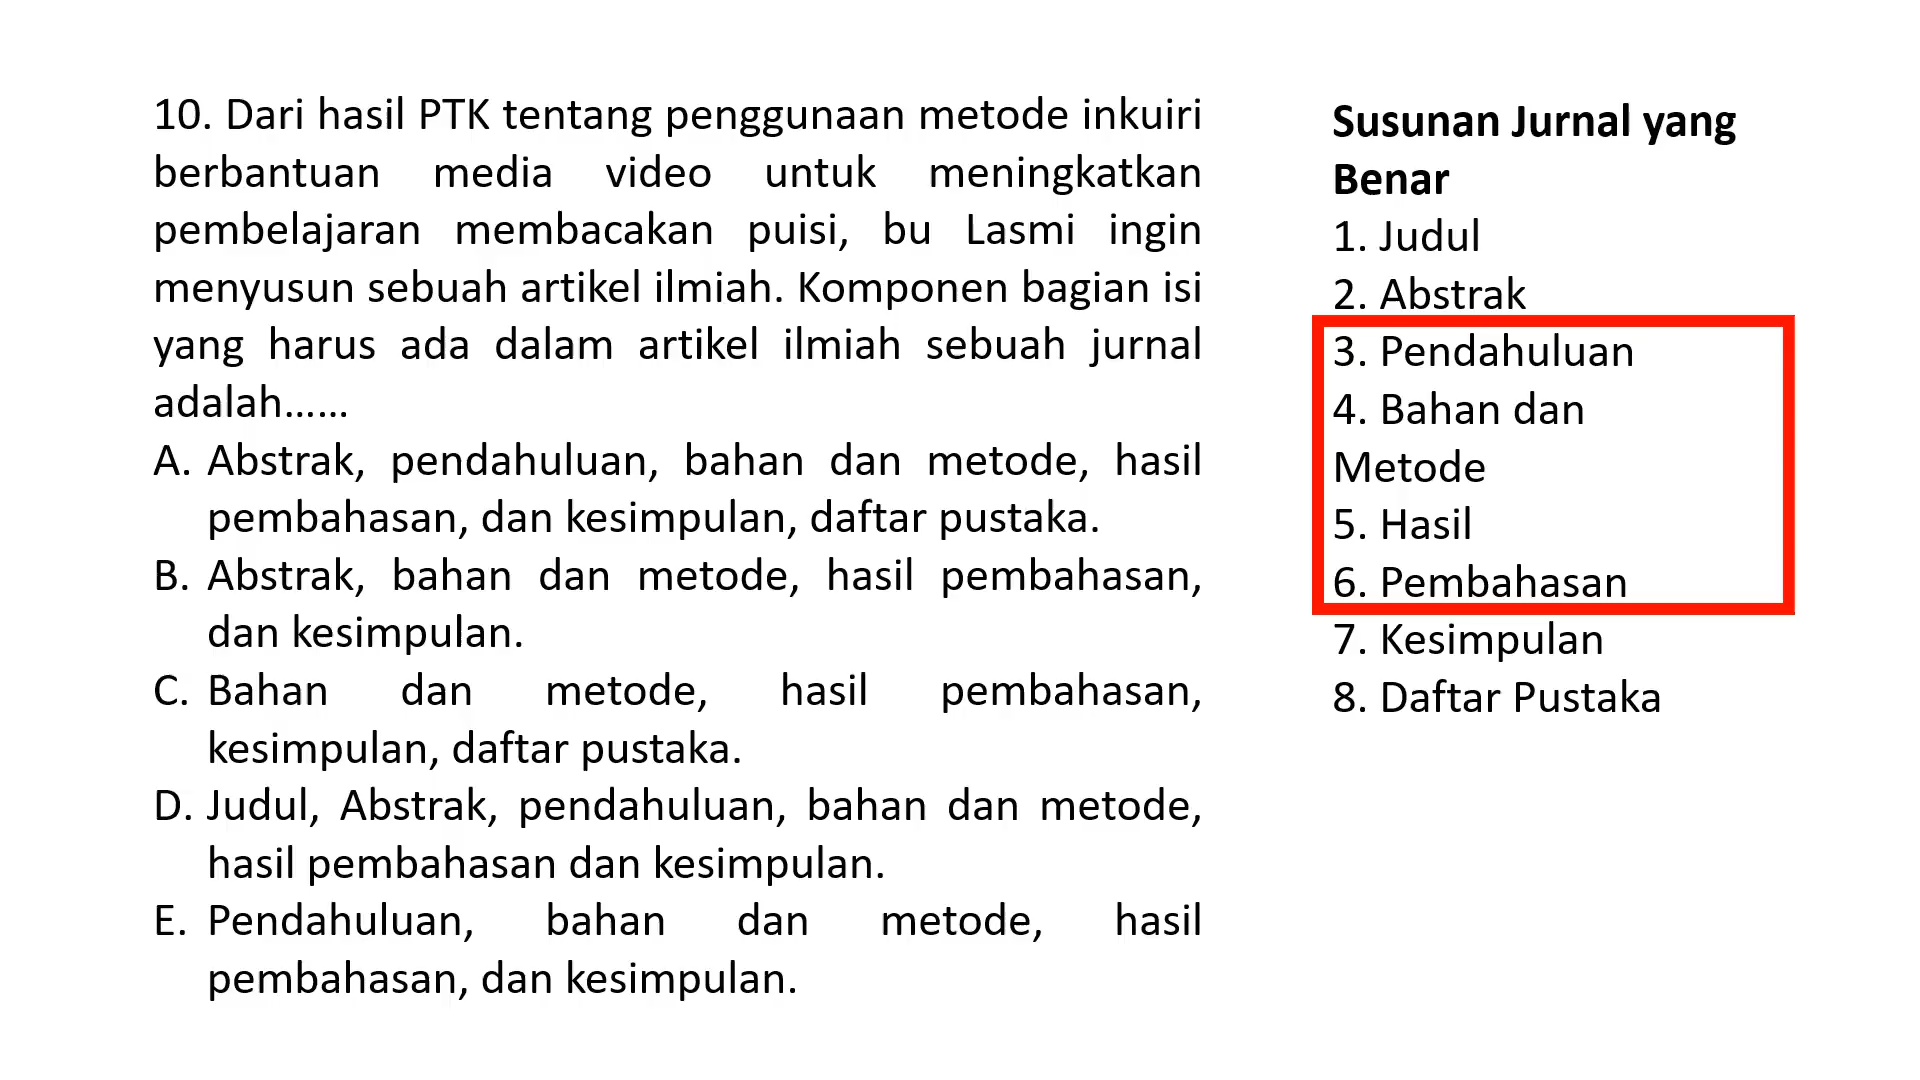 10. Dari hasil PTK tentang penggunaan metode inkuiri
berbantuan media video untuk meningkatkan
pembelajaran membacakan puisi, bu Lasmi ingin
menyusun sebuah artikel ilmiah. Komponen bagian isi
yang harus ada dalam artikel ilmiah sebuah jurnal
adalah......
A. Abstrak, pendahuluan, bahan dan metode, hasil
pembahasan, dan kesimpulan, daftar pustaka.
B. Abstrak, bahan dan metode, hasil pembahasan,
dan kesimpulan.
C. Bahan dan metode, hasil pembahasan,
kesimpulan, daftar pustaka.
D. Judul, Abstrak, pendahuluan, bahan dan metode,
hasil pembahasan dan kesimpulan.
E. Pendahuluan, bahan dan metode, hasil
pembahasan, dan kesimpulan.
Susunan Jurnal yang
Benar
1. Judul
2. Abstrak
3. Pendahuluan
4. Bahan dan
Metode
5. Hasil
6. Pembahasan
7. Kesimpulan
8. Daftar Pustaka